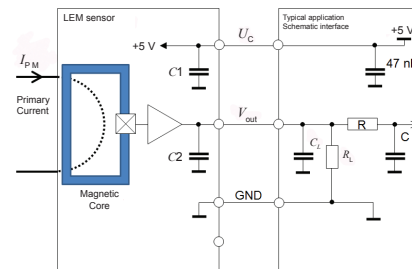 LEM sensor
Typical application
Schematic interface
+5 V
U_C
+5 V
I_PM
C1
47 n
Primary
Current
V_out
R
C2
C_L
R_L
C
Magnetic
Core
GND